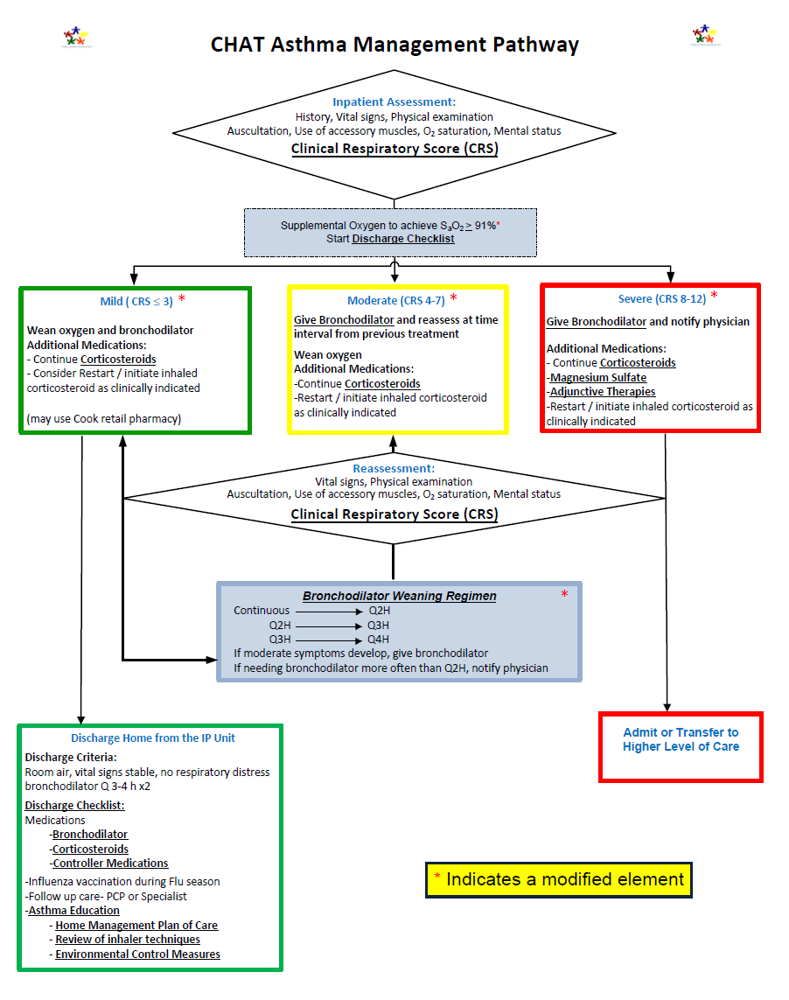 CHAT Asthma Management Pathway
Inpatient Assessment:
History, Vital signs, Physical examination
Auscultation, Use of accessory muscles, O₂ saturation, Mental status
Clinical Respiratory Score (CRS)
Supplemental Oxygen to achieve SaO₂ ≥ 91%*
Start Discharge Checklist
Mild ( CRS ≤ 3) *
Wean oxygen and bronchodilator
Additional Medications:
- Continue Corticosteroids
- Consider Restart / initiate inhaled
corticosteroid as clinically indicated
(may use Cook retail pharmacy)
Moderate (CRS 4-7) *
Give Bronchodilator and reassess at time
interval from previous treatment
Wean oxygen
Additional Medications:
-Continue Corticosteroids
-Restart / initiate inhaled corticosteroid
as clinically indicated
Severe (CRS 8-12) *
Give Bronchodilator and notify physician
Additional Medications:
- Continue Corticosteroids
-Magnesium Sulfate
-Adjunctive Therapies
-Restart / initiate inhaled corticosteroid as
clinically indicated
Reassessment:
Vital signs, Physical examination
Auscultation, Use of accessory muscles, O₂ saturation, Mental status
Clinical Respiratory Score (CRS)
Bronchodilator Weaning Regimen *
Continuous Q2H
Q2H Q3H
Q3H Q4H
If moderate symptoms develop, give bronchodilator
If needing bronchodilator more often than Q2H, notify physician
Discharge Home from the IP Unit
Discharge Criteria:
Room air, vital signs stable, no respiratory distress
bronchodilator Q 3-4 h x2
Discharge Checklist:
Medications
-Bronchodilator
-Corticosteroids
-Controller Medications
-Influenza vaccination during Flu season
-Follow up care- PCP or Specialist
-Asthma Education
- Home Management Plan of Care
- Review of inhaler techniques
- Environmental Control Measures
Admit or Transfer to
Higher Level of Care
* Indicates a modified element